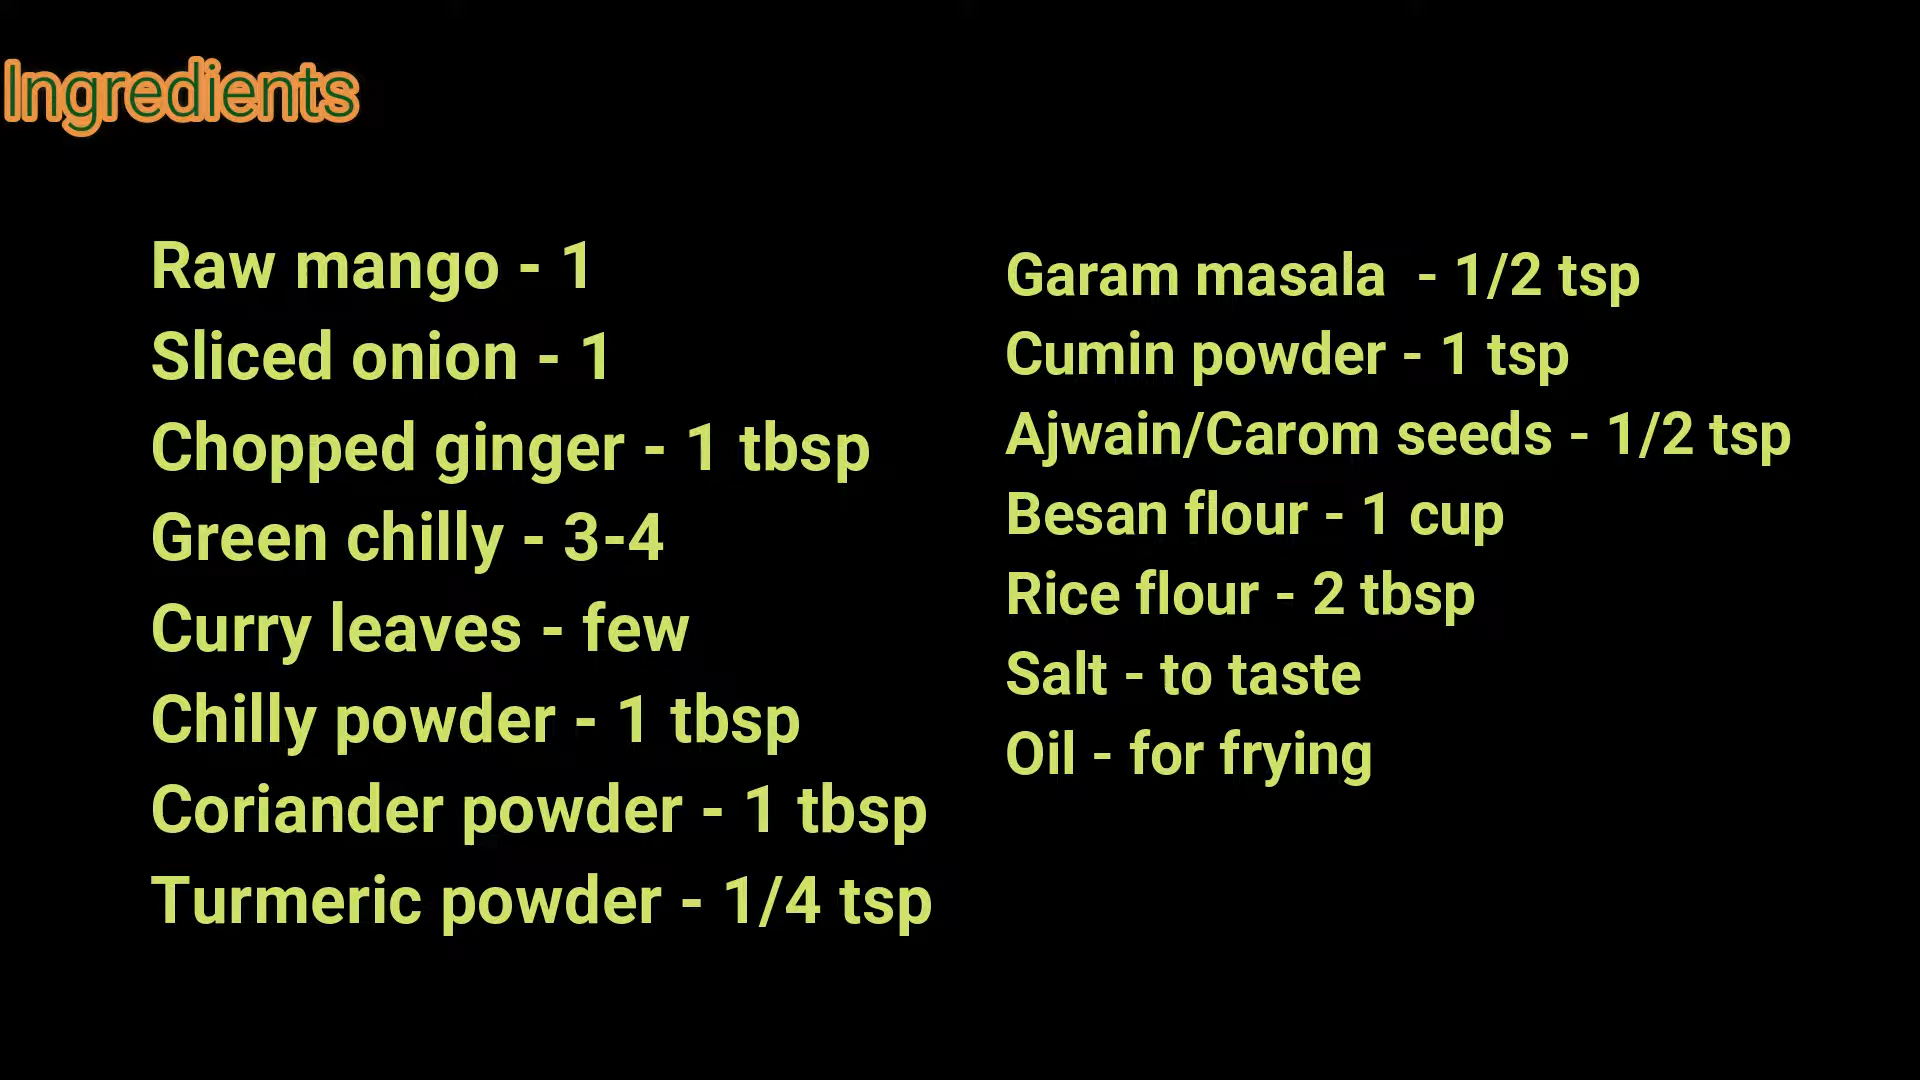 Ingredients
Raw mango - 1
Sliced onion - 1
Chopped ginger - 1 tbsp
Green chilly - 3-4
Curry leaves - few
Chilly powder - 1 tbsp
Coriander powder - 1 tbsp
Turmeric powder - 1/4 tsp
Garam masala  - 1/2 tsp
Cumin powder - 1 tsp
Ajwain/Carom seeds - 1/2 tsp
Besan flour - 1 cup
Rice flour - 2 tbsp
Salt - to taste
Oil - for frying